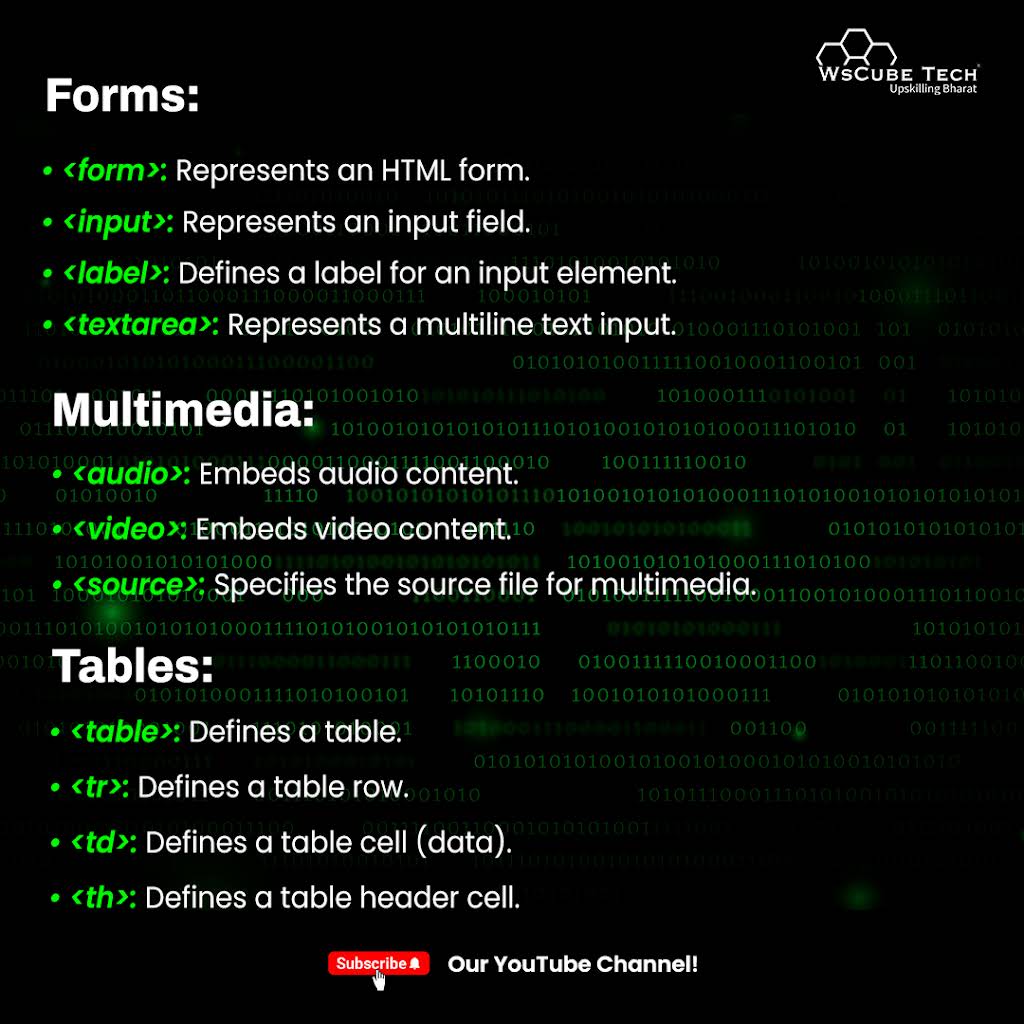 WsCube Tech
Upskilling Bharat
Forms:
• <form>: Represents an HTML form.
• <input>: Represents an input field.
• <label>: Defines a label for an input element.
• <textarea>: Represents a multiline text input.
Multimedia:
• <audio>: Embeds audio content.
• <video>: Embeds video content.
• <source>: Specifies the source file for multimedia.
Tables:
• <table>: Defines a table.
• <tr>: Defines a table row.
• <td>: Defines a table cell (data).
• <th>: Defines a table header cell.
Subscribe Our YouTube Channel!